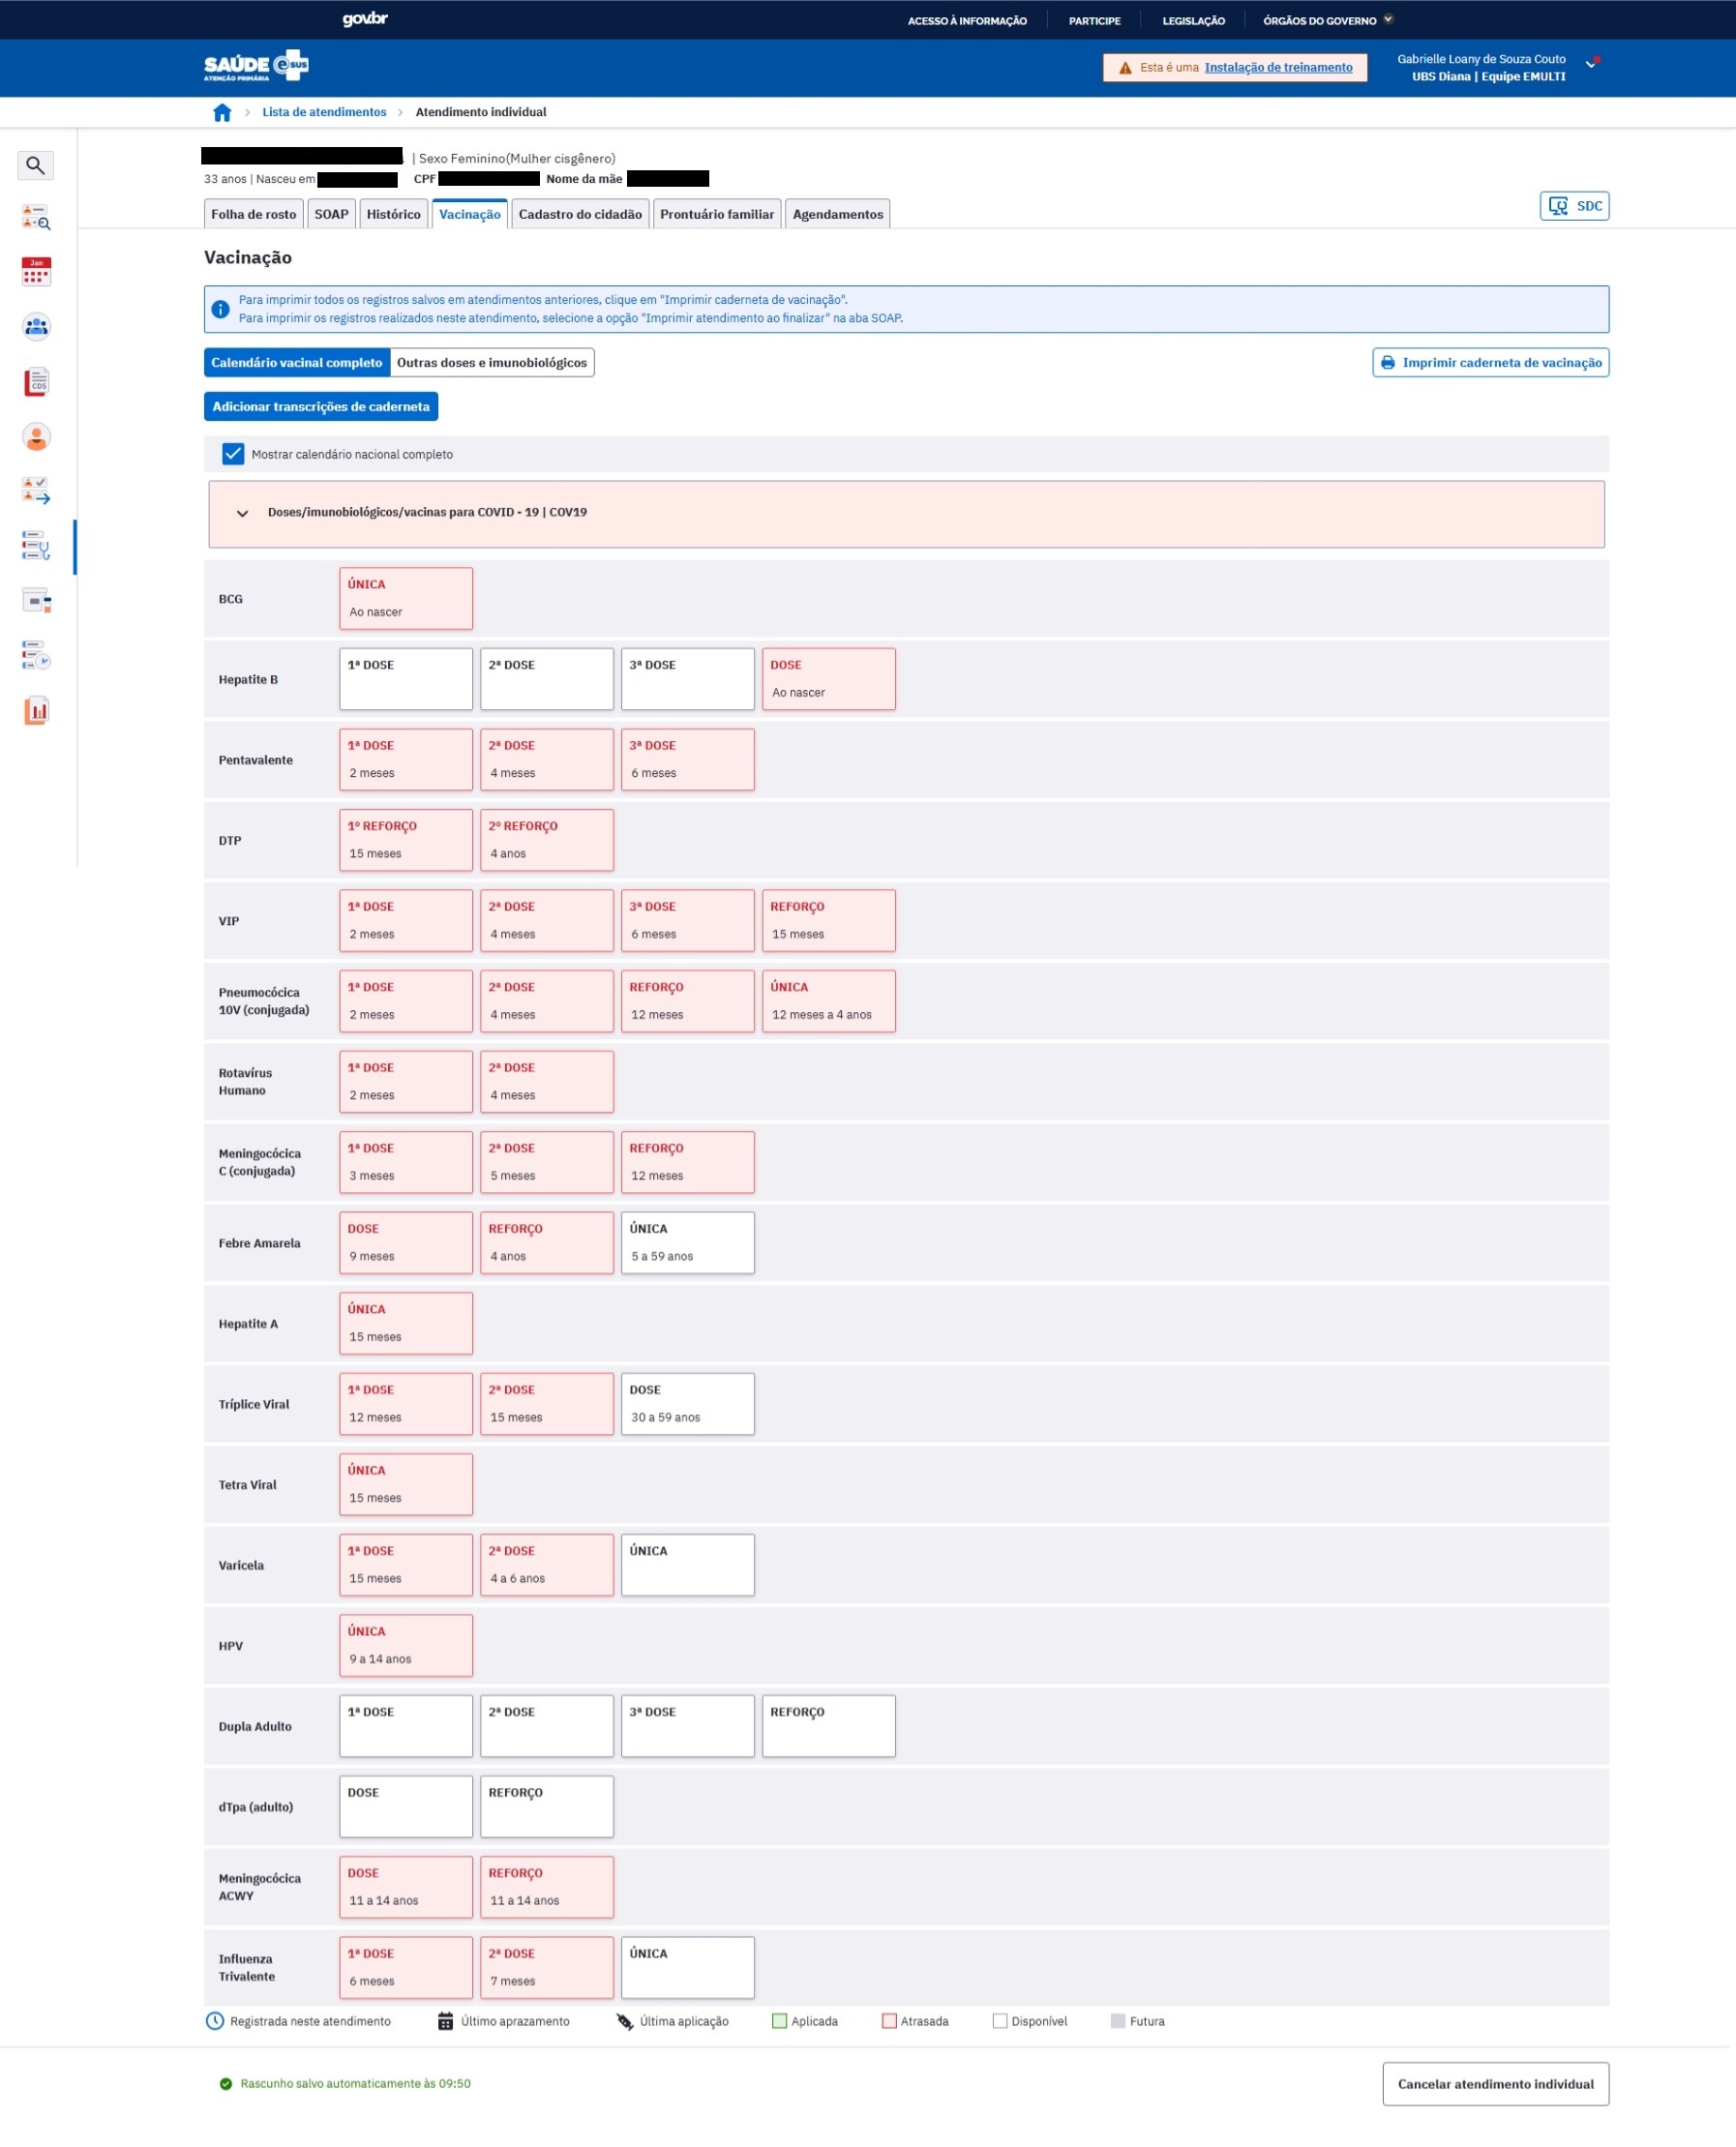 gov.br
ACESSO À INFORMAÇÃO PARTICIPE LEGISLAÇÃO ÓRGÃOS DO GOVERNO
SAÚDE e-SUS
ATENÇÃO PRIMÁRIA
Esta é uma Instalação de treinamento
Gabrielle Loany de Souza Couto
UBS Diana | Equipe EMULTI
Lista de atendimentos > Atendimento individual
| Sexo Feminino(Mulher cisgênero)
33 anos | Nasceu em CPF Nome da mãe
Folha de rosto SOAP Histórico Vacinação Cadastro do cidadão Prontuário familiar Agendamentos
SDC
Jan
CDS
Vacinação
Para imprimir todos os registros salvos em atendimentos anteriores, clique em "Imprimir caderneta de vacinação".
Para imprimir os registros realizados neste atendimento, selecione a opção "Imprimir atendimento ao finalizar" na aba SOAP.
Calendário vacinal completo Outras doses e imunobiológicos
Imprimir caderneta de vacinação
Adicionar transcrições de caderneta
Mostrar calendário nacional completo
Doses/imunobiológicos/vacinas para COVID - 19 | COV19
BCG
ÚNICA
Ao nascer
Hepatite B
1ª DOSE 2ª DOSE 3ª DOSE DOSE
Ao nascer
Pentavalente
1ª DOSE 2ª DOSE 3ª DOSE
2 meses 4 meses 6 meses
DTP
1º REFORÇO 2º REFORÇO
15 meses 4 anos
VIP
1ª DOSE 2ª DOSE 3ª DOSE REFORÇO
2 meses 4 meses 6 meses 15 meses
Pneumocócica
10V (conjugada)
1ª DOSE 2ª DOSE REFORÇO ÚNICA
2 meses 4 meses 12 meses 12 meses a 4 anos
Rotavírus
Humano
1ª DOSE 2ª DOSE
2 meses 4 meses
Meningocócica
C (conjugada)
1ª DOSE 2ª DOSE REFORÇO
3 meses 5 meses 12 meses
Febre Amarela
DOSE REFORÇO ÚNICA
9 meses 4 anos 5 a 59 anos
Hepatite A
ÚNICA
15 meses
Tríplice Viral
1ª DOSE 2ª DOSE DOSE
12 meses 15 meses 30 a 59 anos
Tetra Viral
ÚNICA
15 meses
Varicela
1ª DOSE 2ª DOSE ÚNICA
15 meses 4 a 6 anos
HPV
ÚNICA
9 a 14 anos
Dupla Adulto
1ª DOSE 2ª DOSE 3ª DOSE REFORÇO
dTpa (adulto)
DOSE REFORÇO
Meningocócica
ACWY
DOSE REFORÇO
11 a 14 anos 11 a 14 anos
Influenza
Trivalente
1ª DOSE 2ª DOSE ÚNICA
6 meses 7 meses
Registrada neste atendimento Último aprazamento Última aplicação Aplicada Atrasada Disponível Futura
Rascunho salvo automaticamente às 09:50
Cancelar atendimento individual